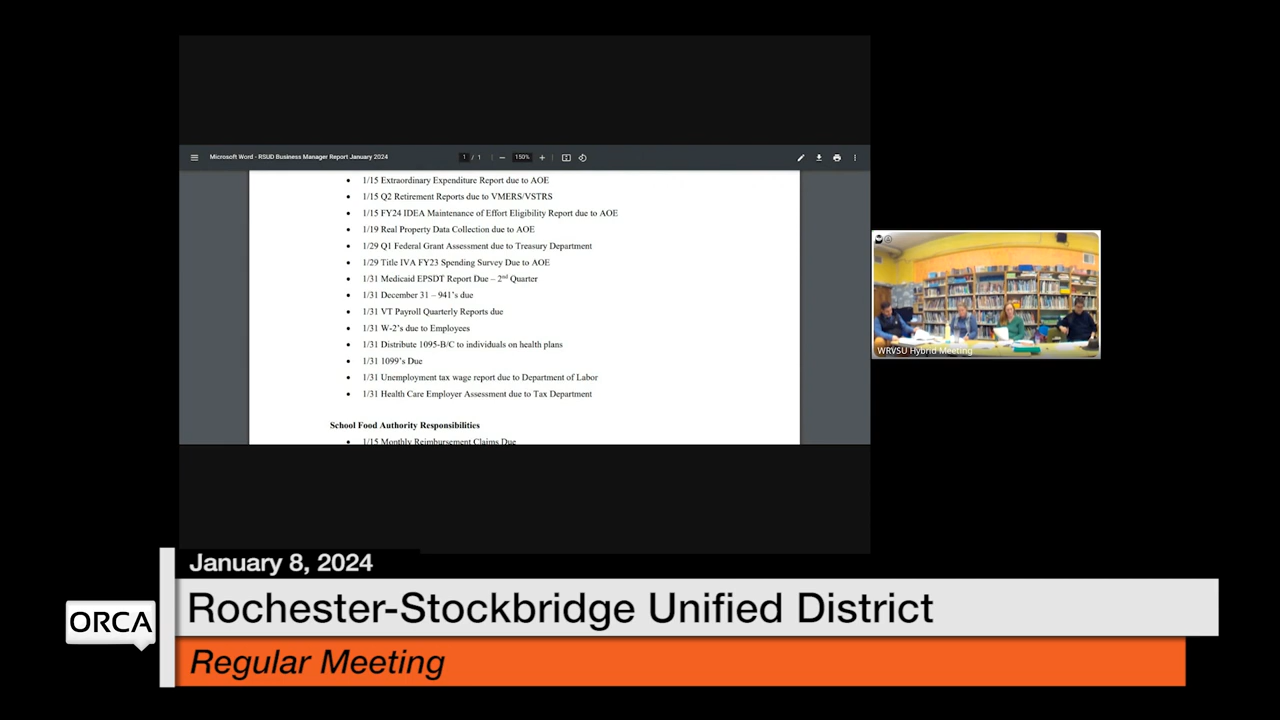 Microsoft Word - RSUD Business Manager Report January 2024
1 / 1
150%
• 1/15 Extraordinary Expenditure Report due to AOE
• 1/15 Q2 Retirement Reports due to VMERS/VSTRS
• 1/15 FY24 IDEA Maintenance of Effort Eligibility Report due to AOE
• 1/19 Real Property Data Collection due to AOE
• 1/29 Q1 Federal Grant Assessment due to Treasury Department
• 1/29 Title IVA FY23 Spending Survey Due to AOE
• 1/31 Medicaid EPSDT Report Due – 2nd Quarter
• 1/31 December 31 – 941's due
• 1/31 VT Payroll Quarterly Reports due
• 1/31 W-2's due to Employees
• 1/31 Distribute 1095-B/C to individuals on health plans
• 1/31 1099's Due
• 1/31 Unemployment tax wage report due to Department of Labor
• 1/31 Health Care Employer Assessment due to Tax Department
School Food Authority Responsibilities
• 1/15 Monthly Reimbursement Claims Due
WRVSU Hybrid Meeting
January 8, 2024
ORCA
Rochester-Stockbridge Unified District
Regular Meeting